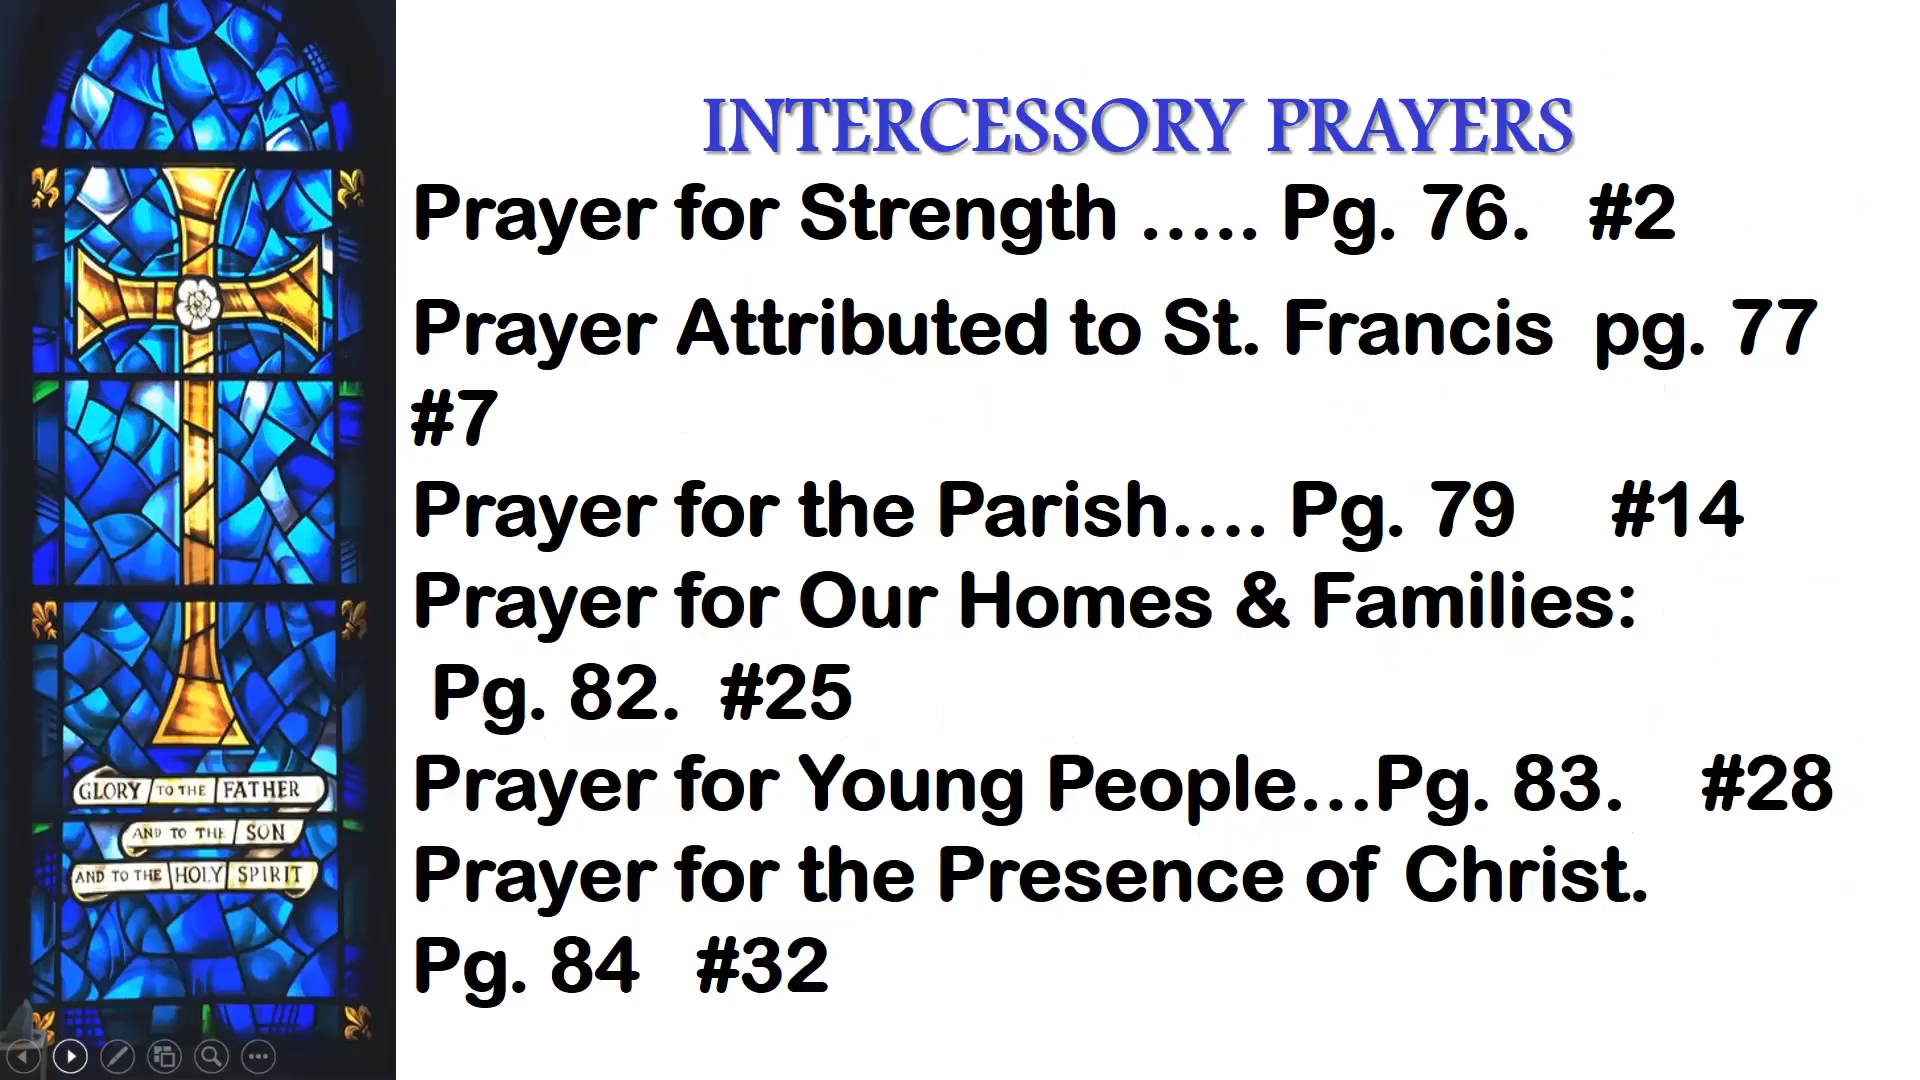 INTERCESSORY PRAYERS
Prayer for Strength ..... Pg. 76.   #2
Prayer Attributed to St. Francis  pg. 77
#7
Prayer for the Parish.... Pg. 79     #14
Prayer for Our Homes & Families:
Pg. 82.  #25
Prayer for Young People...Pg. 83.    #28
Prayer for the Presence of Christ.
Pg. 84   #32
GLORY TO THE FATHER
AND TO THE SON
AND TO THE HOLY SPIRIT